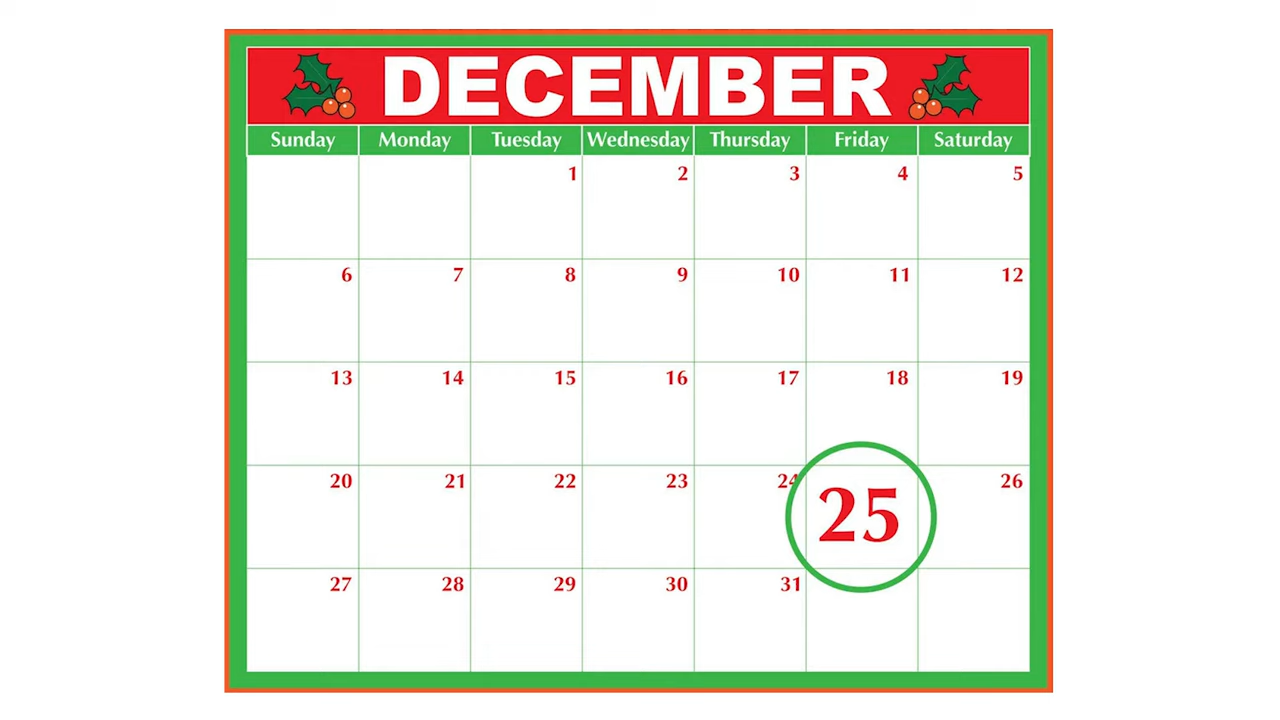 DECEMBER
Sunday Monday Tuesday Wednesday Thursday Friday Saturday
1 2 3 4 5
6 7 8 9 10 11 12
13 14 15 16 17 18 19
20 21 22 23 24 25 26
27 28 29 30 31